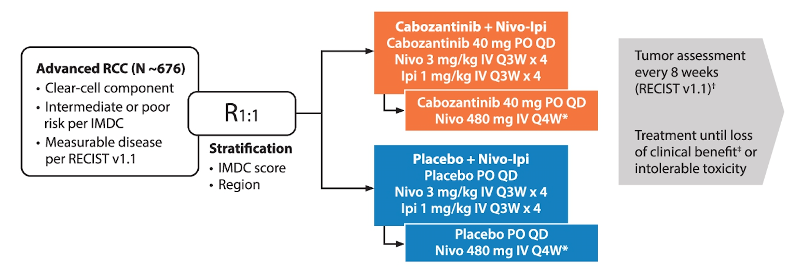 Advanced RCC (N ~676)
• Clear-cell component
• Intermediate or poor
risk per IMDC
• Measurable disease
per RECIST v1.1
R1:1
Stratification
• IMDC score
• Region
Cabozantinib + Nivo-Ipi
Cabozantinib 40 mg PO QD
Nivo 3 mg/kg IV Q3W x 4
Ipi 1 mg/kg IV Q3W x 4
Cabozantinib 40 mg PO QD
Nivo 480 mg IV Q4W*
Placebo + Nivo-Ipi
Placebo PO QD
Nivo 3 mg/kg IV Q3W x 4
Ipi 1 mg/kg IV Q3W x 4
Placebo PO QD
Nivo 480 mg IV Q4W*
Tumor assessment
every 8 weeks
(RECIST v1.1)†
Treatment until loss
of clinical benefit‡ or
intolerable toxicity